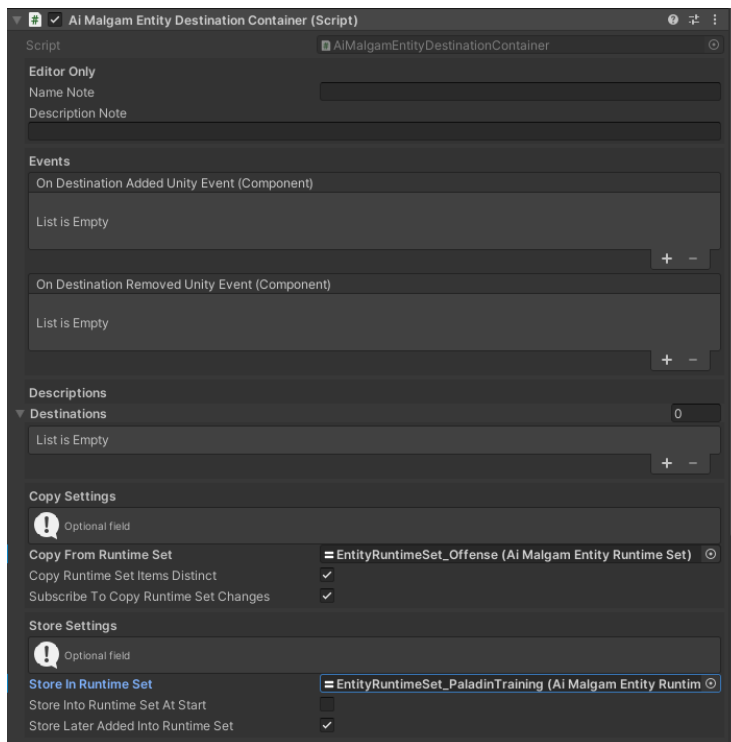 # Ai Malgam Entity Destination Container (Script)
Script AiMalgamEntityDestinationContainer
Editor Only
Name Note
Description Note
Events
On Destination Added Unity Event (Component)
List is Empty
+ −
On Destination Removed Unity Event (Component)
List is Empty
+ −
Descriptions
Destinations 0
List is Empty
+ −
Copy Settings
Optional field
Copy From Runtime Set EntityRuntimeSet_Offense (Ai Malgam Entity Runtime Set)
Copy Runtime Set Items Distinct
Subscribe To Copy Runtime Set Changes
Store Settings
Optional field
Store In Runtime Set EntityRuntimeSet_PaladinTraining (Ai Malgam Entity Runtim
Store Into Runtime Set At Start
Store Later Added Into Runtime Set